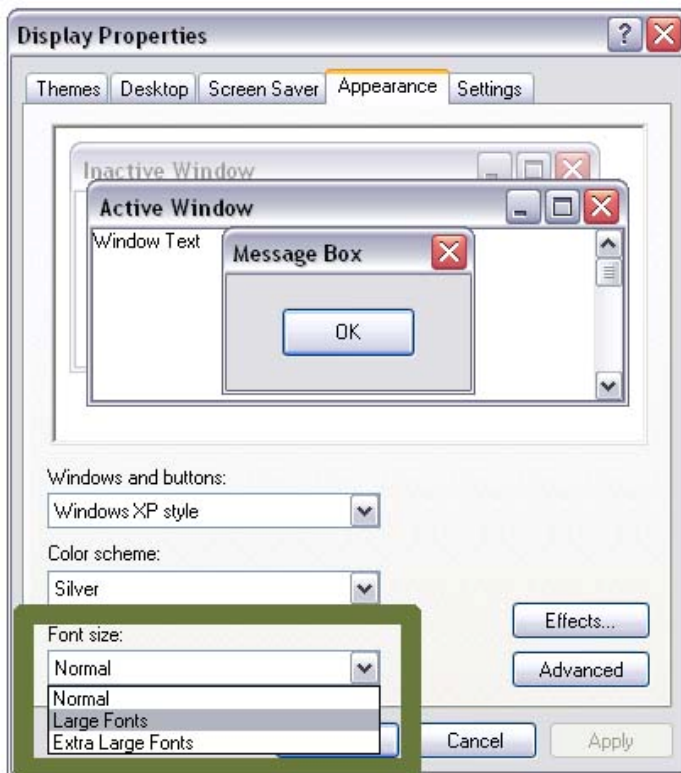 Display Properties
Themes Desktop Screen Saver Appearance Settings
Inactive Window
Active Window
Window Text
Message Box
OK
Windows and buttons:
Windows XP style
Color scheme:
Silver
Font size:
Effects...
Normal
Advanced
Normal
Large Fonts
Extra Large Fonts
Cancel Apply